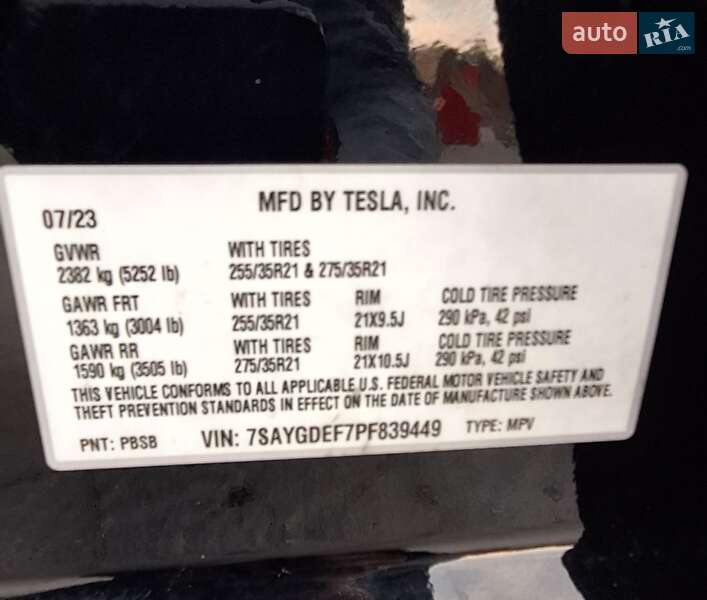 auto RIA .com
MFD BY TESLA, INC.
07/23
GVWR WITH TIRES
2382 kg (5252 lb) 255/35R21 & 275/35R21
GAWR FRT WITH TIRES RIM COLD TIRE PRESSURE
1363 kg (3004 lb) 255/35R21 21X9.5J 290 kPa, 42 psi
GAWR RR WITH TIRES RIM COLD TIRE PRESSURE
1590 kg (3505 lb) 275/35R21 21X10.5J 290 kPa, 42 psi
THIS VEHICLE CONFORMS TO ALL APPLICABLE U.S. FEDERAL MOTOR VEHICLE SAFETY AND
THEFT PREVENTION STANDARDS IN EFFECT ON THE DATE OF MANUFACTURE SHOWN ABOVE.
PNT: PBSB VIN: 7SAYGDEF7PF839449 TYPE: MPV